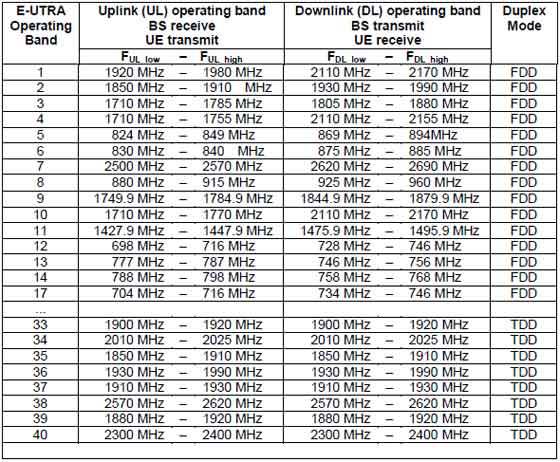 E-UTRA Operating Band Uplink (UL) operating band BS receive UE transmit Downlink (DL) operating band BS transmit UE receive Duplex Mode
FUL_low – FUL_high FDL_low – FDL_high
1 1920 MHz – 1980 MHz 2110 MHz – 2170 MHz FDD
2 1850 MHz – 1910 MHz 1930 MHz – 1990 MHz FDD
3 1710 MHz – 1785 MHz 1805 MHz – 1880 MHz FDD
4 1710 MHz – 1755 MHz 2110 MHz – 2155 MHz FDD
5 824 MHz – 849 MHz 869 MHz – 894MHz FDD
6 830 MHz – 840 MHz 875 MHz – 885 MHz FDD
7 2500 MHz – 2570 MHz 2620 MHz – 2690 MHz FDD
8 880 MHz – 915 MHz 925 MHz – 960 MHz FDD
9 1749.9 MHz – 1784.9 MHz 1844.9 MHz – 1879.9 MHz FDD
10 1710 MHz – 1770 MHz 2110 MHz – 2170 MHz FDD
11 1427.9 MHz – 1447.9 MHz 1475.9 MHz – 1495.9 MHz FDD
12 698 MHz – 716 MHz 728 MHz – 746 MHz FDD
13 777 MHz – 787 MHz 746 MHz – 756 MHz FDD
14 788 MHz – 798 MHz 758 MHz – 768 MHz FDD
17 704 MHz – 716 MHz 734 MHz – 746 MHz FDD
...
33 1900 MHz – 1920 MHz 1900 MHz – 1920 MHz TDD
34 2010 MHz – 2025 MHz 2010 MHz – 2025 MHz TDD
35 1850 MHz – 1910 MHz 1850 MHz – 1910 MHz TDD
36 1930 MHz – 1990 MHz 1930 MHz – 1990 MHz TDD
37 1910 MHz – 1930 MHz 1910 MHz – 1930 MHz TDD
38 2570 MHz – 2620 MHz 2570 MHz – 2620 MHz TDD
39 1880 MHz – 1920 MHz 1880 MHz – 1920 MHz TDD
40 2300 MHz – 2400 MHz 2300 MHz – 2400 MHz TDD